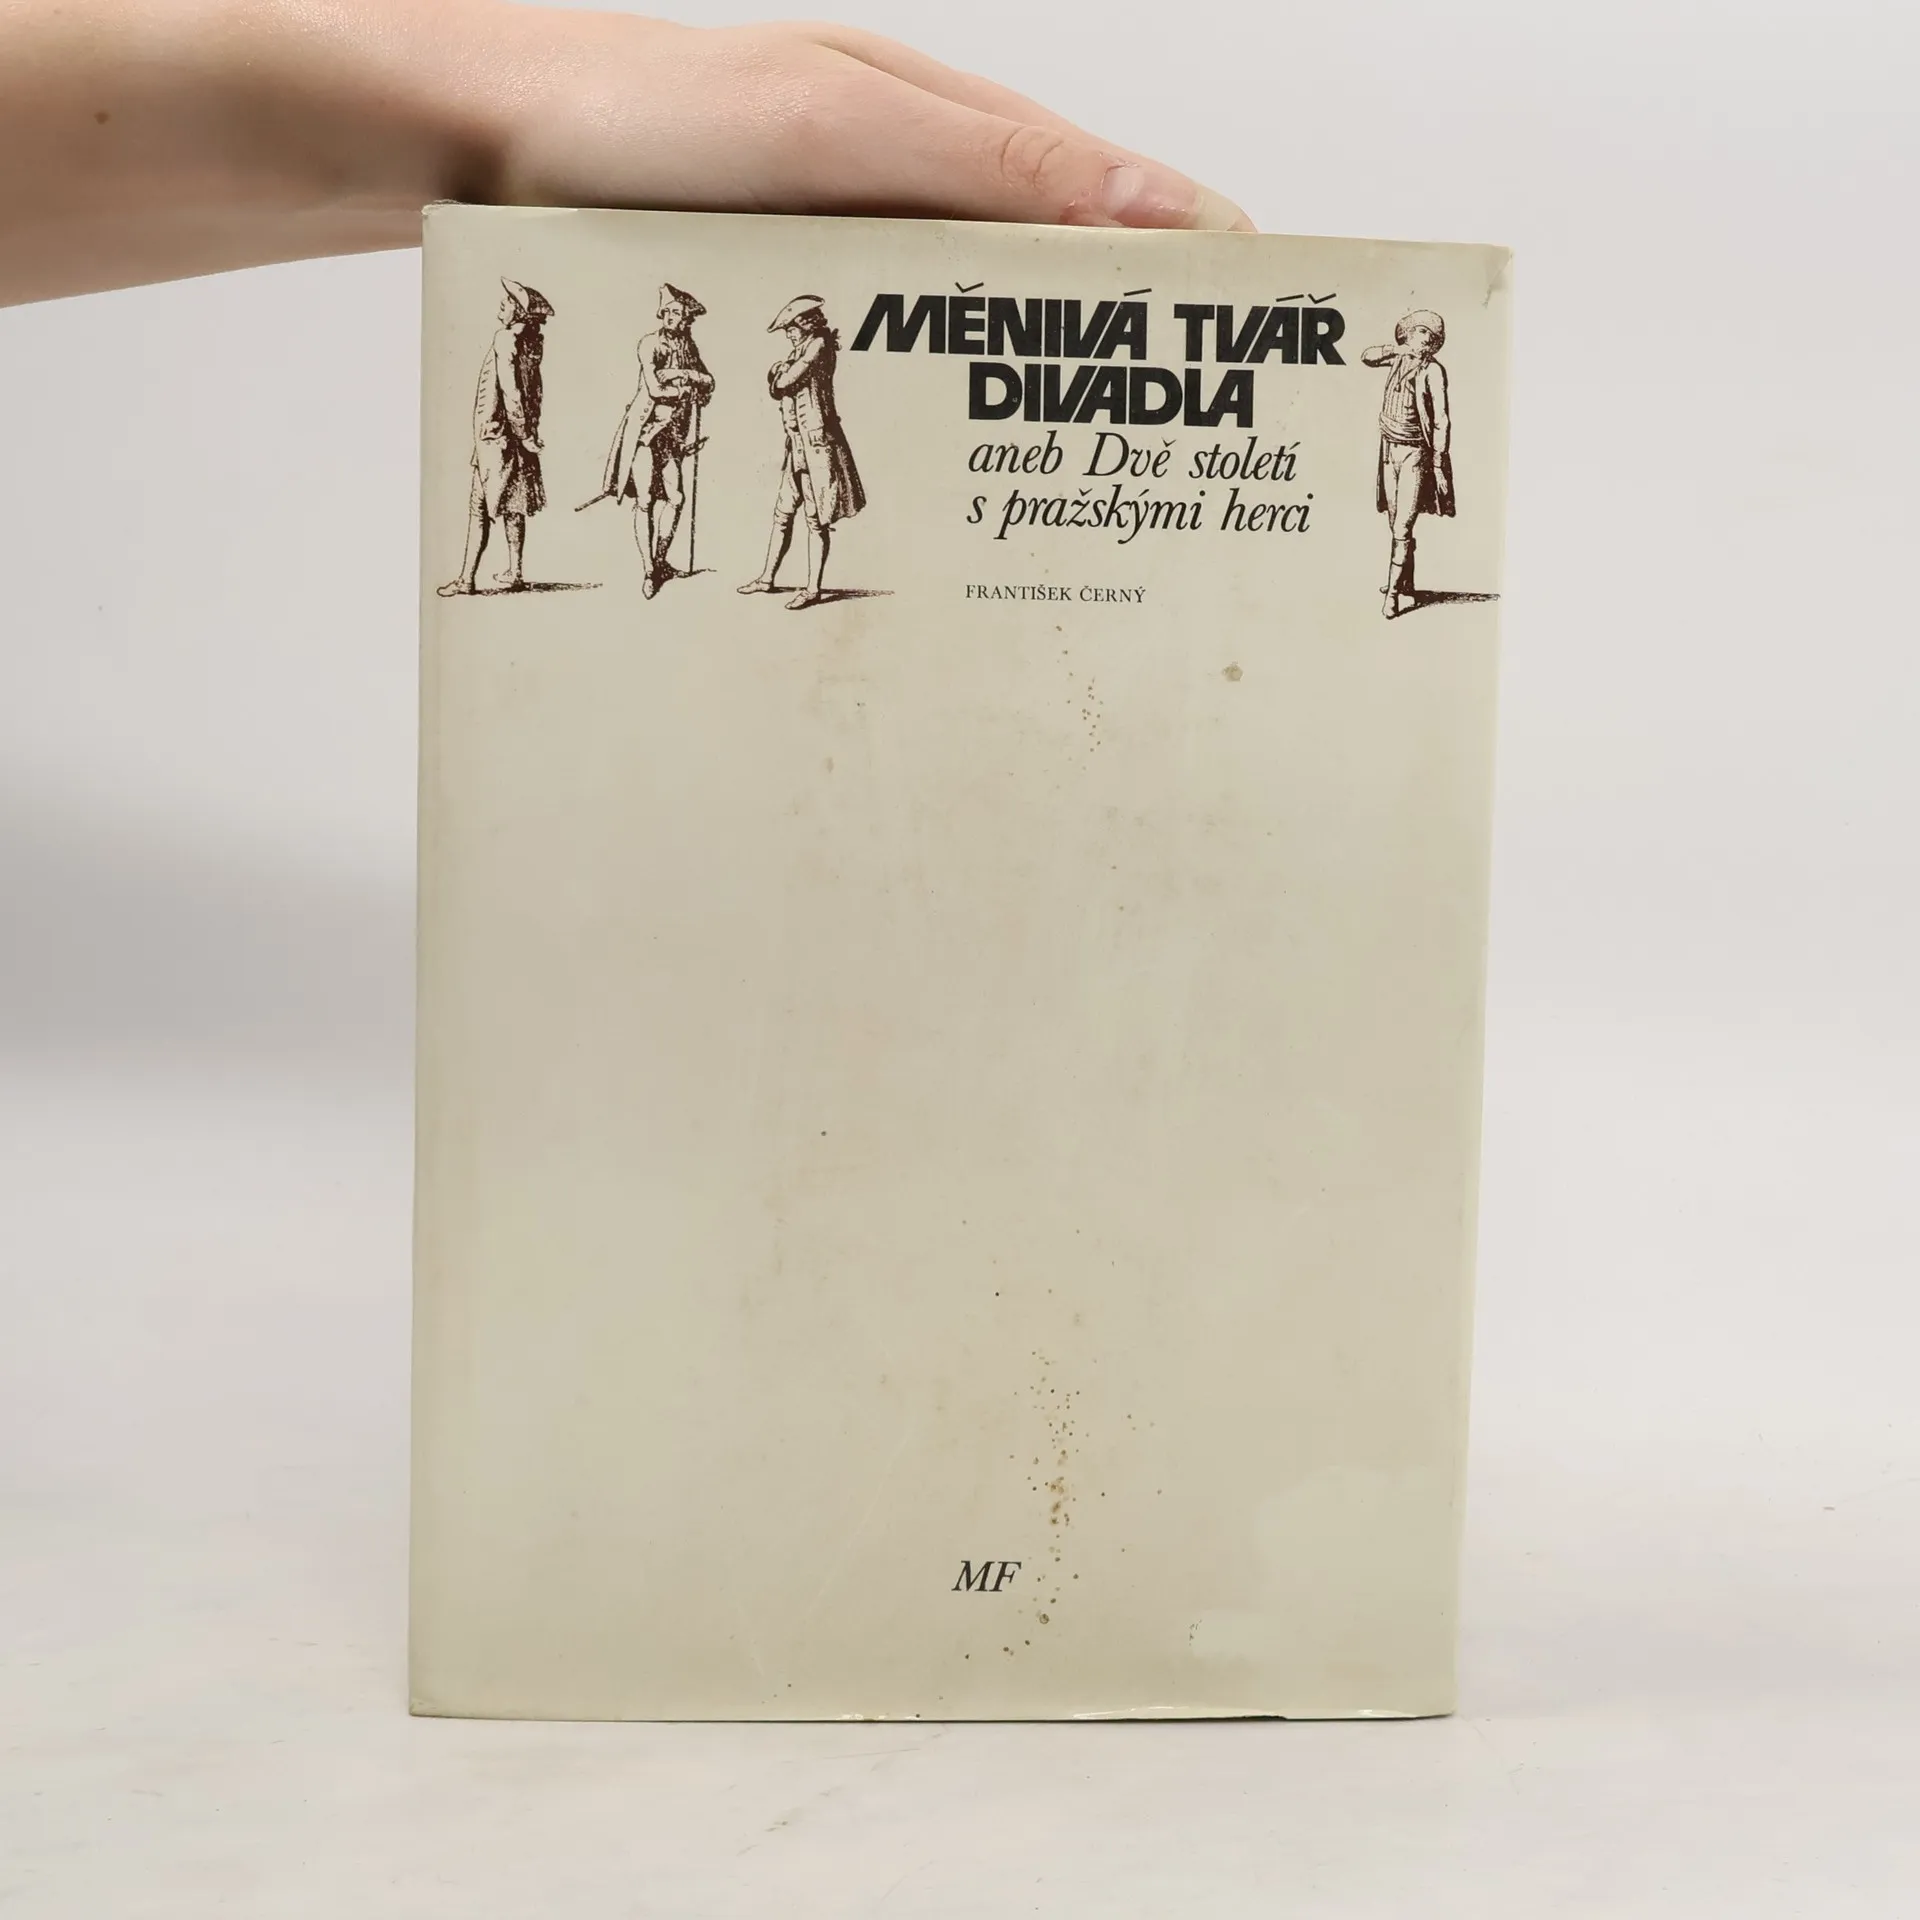 MĚNIVÁ TVÁŘ
DIVADLA
aneb Dvě století
s pražskými herci
FRANTIŠEK ČERNÝ
MF